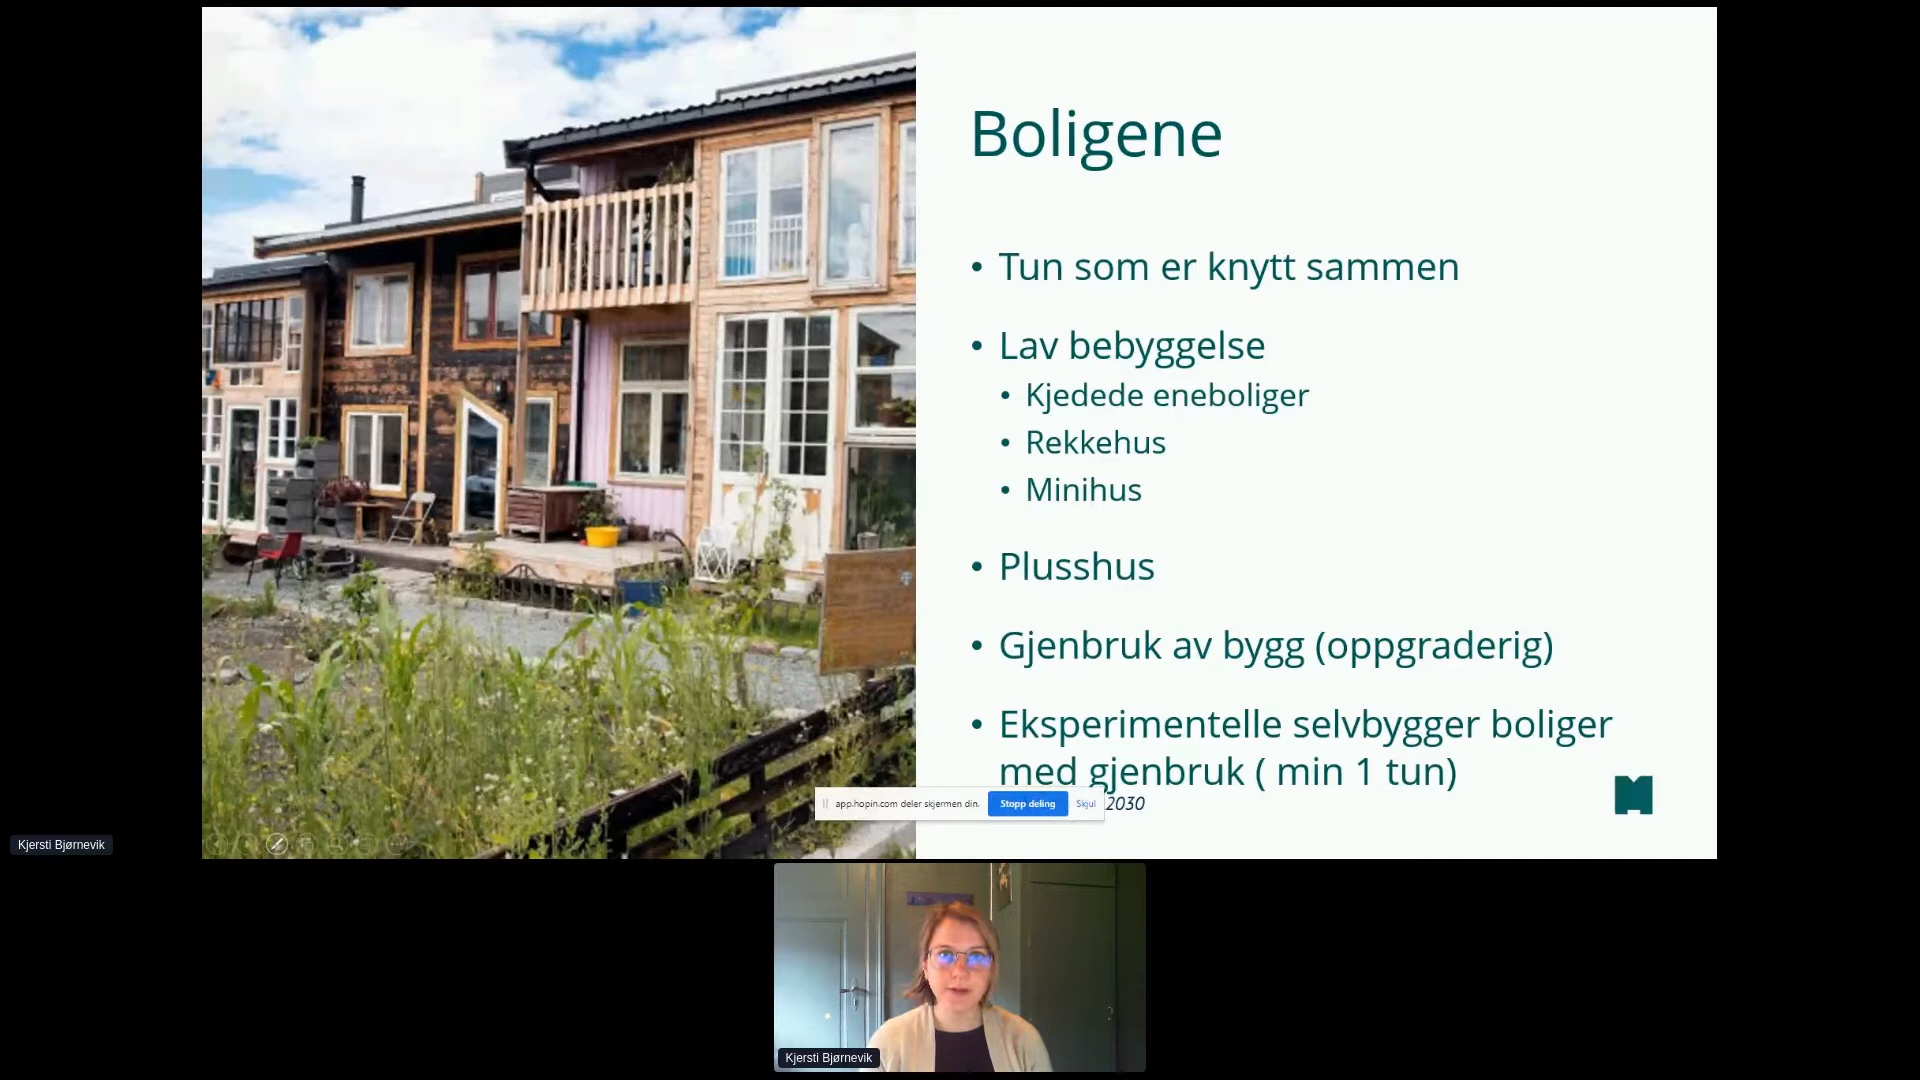 Boligene
• Tun som er knytt sammen
• Lav bebyggelse
• Kjedede eneboliger
• Rekkehus
• Minihus
• Plusshus
• Gjenbruk av bygg (oppgraderig)
• Eksperimentelle selvbygger boliger
med gjenbruk ( min 1 tun)
app.hopin.com deler skjermen din. Stopp deling Skjul 2030
Kjersti Bjørnevik
Kjersti Bjørnevik